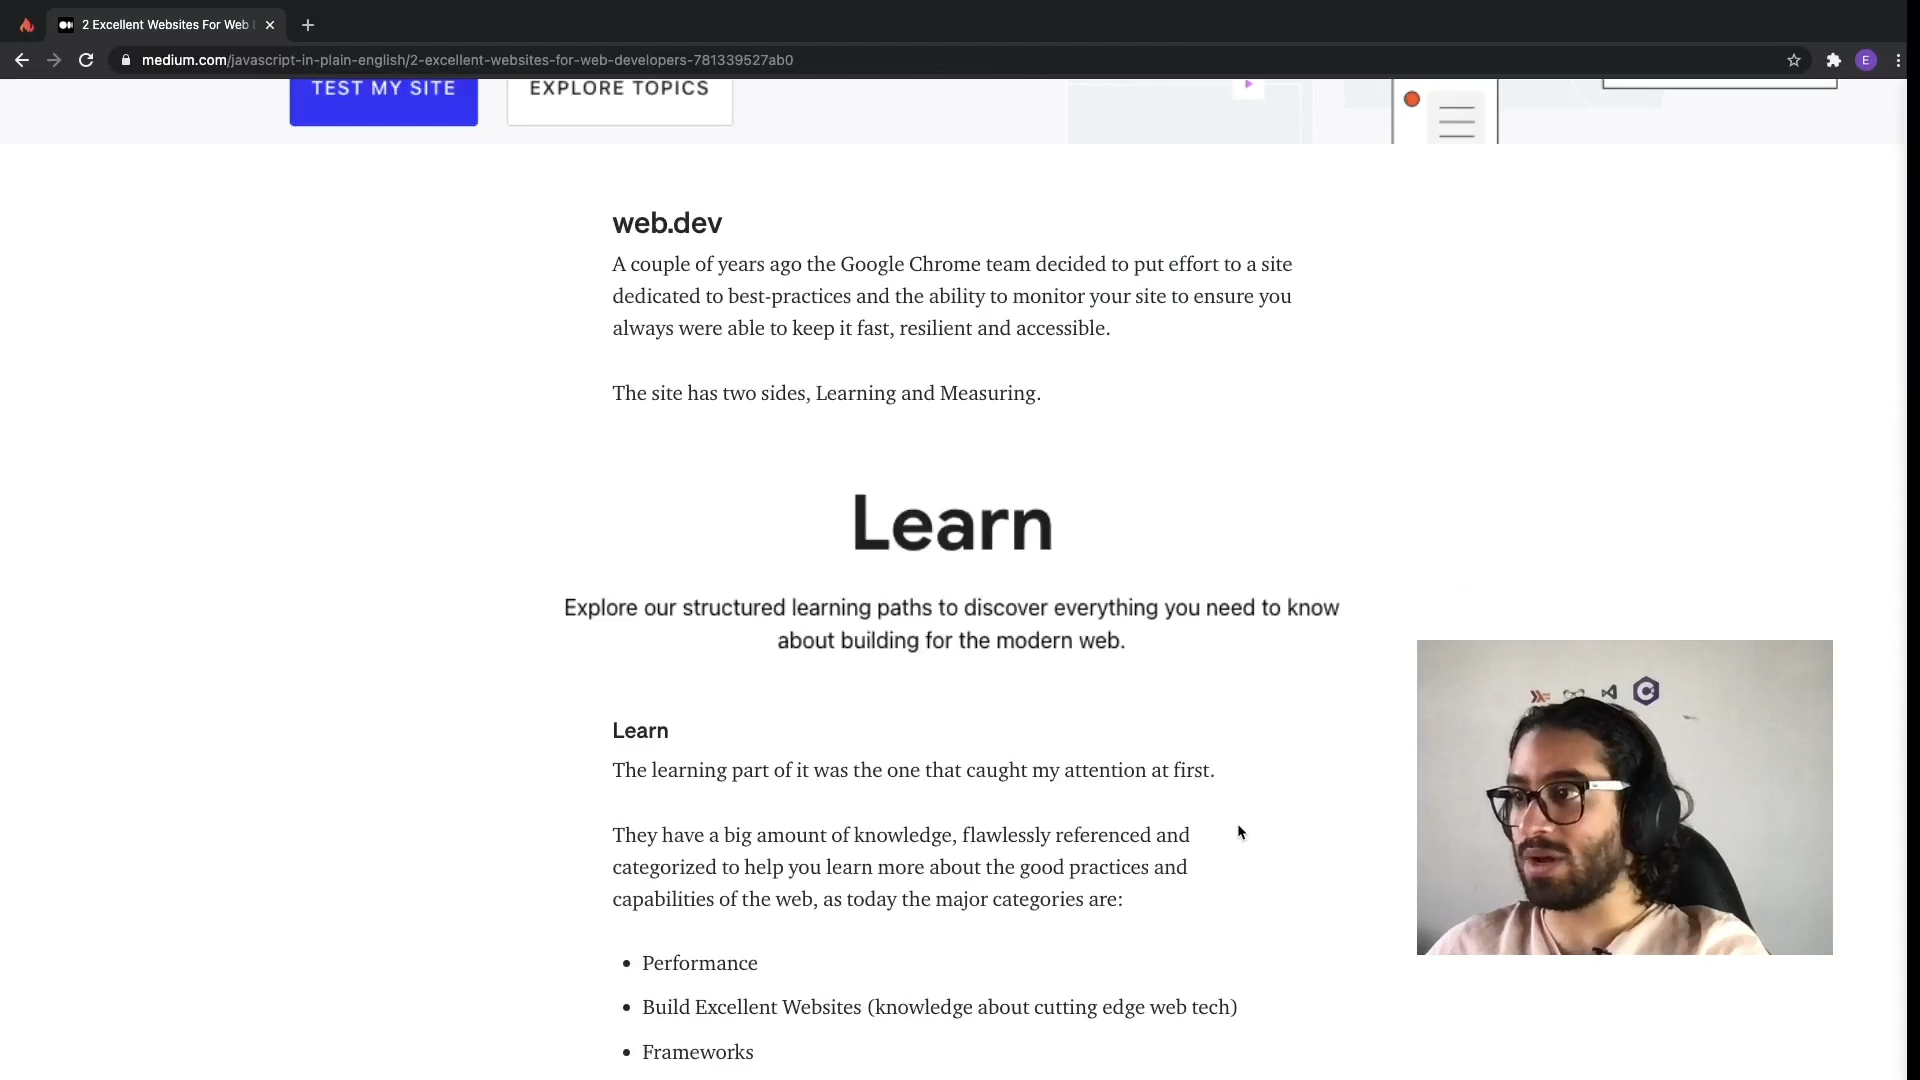 2 Excellent Websites For Web
medium.com/javascript-in-plain-english/2-excellent-websites-for-web-developers-781339527ab0
E
TEST MY SITE
EXPLORE TOPICS
web.dev
A couple of years ago the Google Chrome team decided to put effort to a site
dedicated to best-practices and the ability to monitor your site to ensure you
always were able to keep it fast, resilient and accessible.
The site has two sides, Learning and Measuring.
Learn
Explore our structured learning paths to discover everything you need to know
about building for the modern web.
Learn
The learning part of it was the one that caught my attention at first.
They have a big amount of knowledge, flawlessly referenced and
categorized to help you learn more about the good practices and
capabilities of the web, as today the major categories are:
• Performance
• Build Excellent Websites (knowledge about cutting edge web tech)
• Frameworks